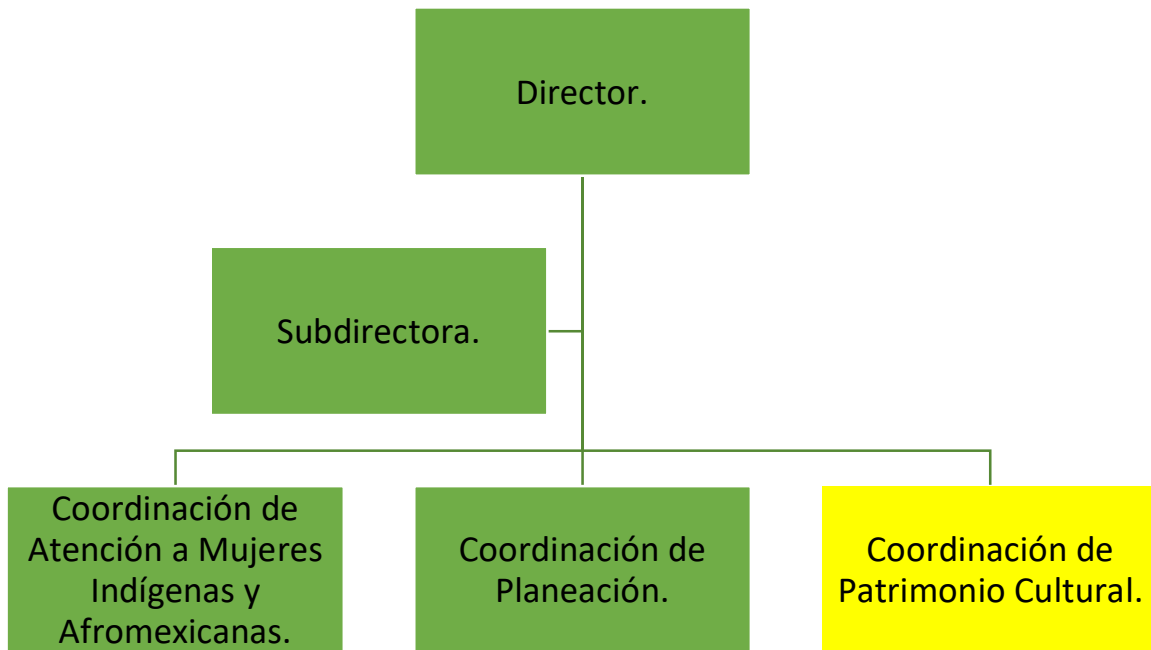 Director.
Subdirectora.
Coordinación de
Atención a Mujeres
Indígenas y
Afromexicanas.
Coordinación de
Planeación.
Coordinación de
Patrimonio Cultural.